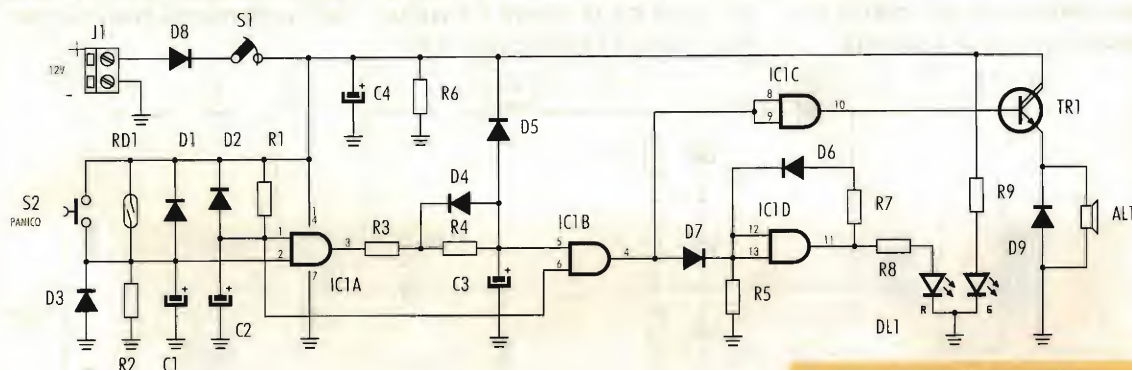 J1
D8
S1
+
12V
-
C4
R6
D5
IC1C
8
9
10
TR1
RD1
D1
D2
R1
S2
PANICO
D4
D6
R9
AL1
1
14
1
2
3
R3
R4
5
6
IC1B
4
D7
IC1D
12
13
11
R7
R8
D9
D3
7
IC1A
C3
R5
R
G
DL1
R2
C1
C2